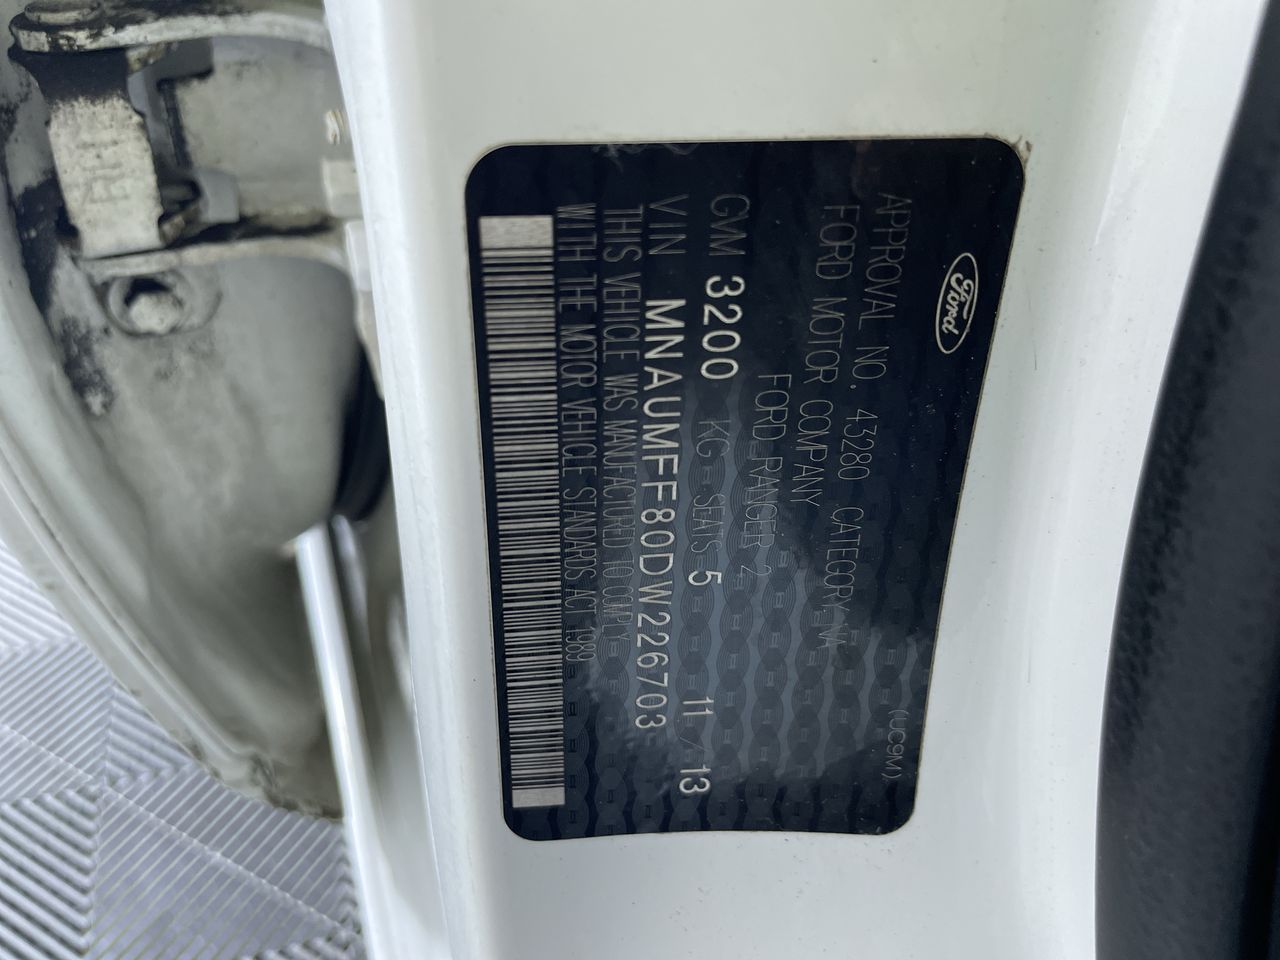 Ford
APPROVAL NO. 43280 CATEGORY NA (UC9M)
FORD MOTOR COMPANY
FORD RANGER 2
GVM 3200 KG - SEATS 5 11 / 13
VIN MNAUMFF80DW226703
THIS VEHICLE WAS MANUFACTURED TO COMPLY
WITH THE MOTOR VEHICLE STANDARDS ACT 1989